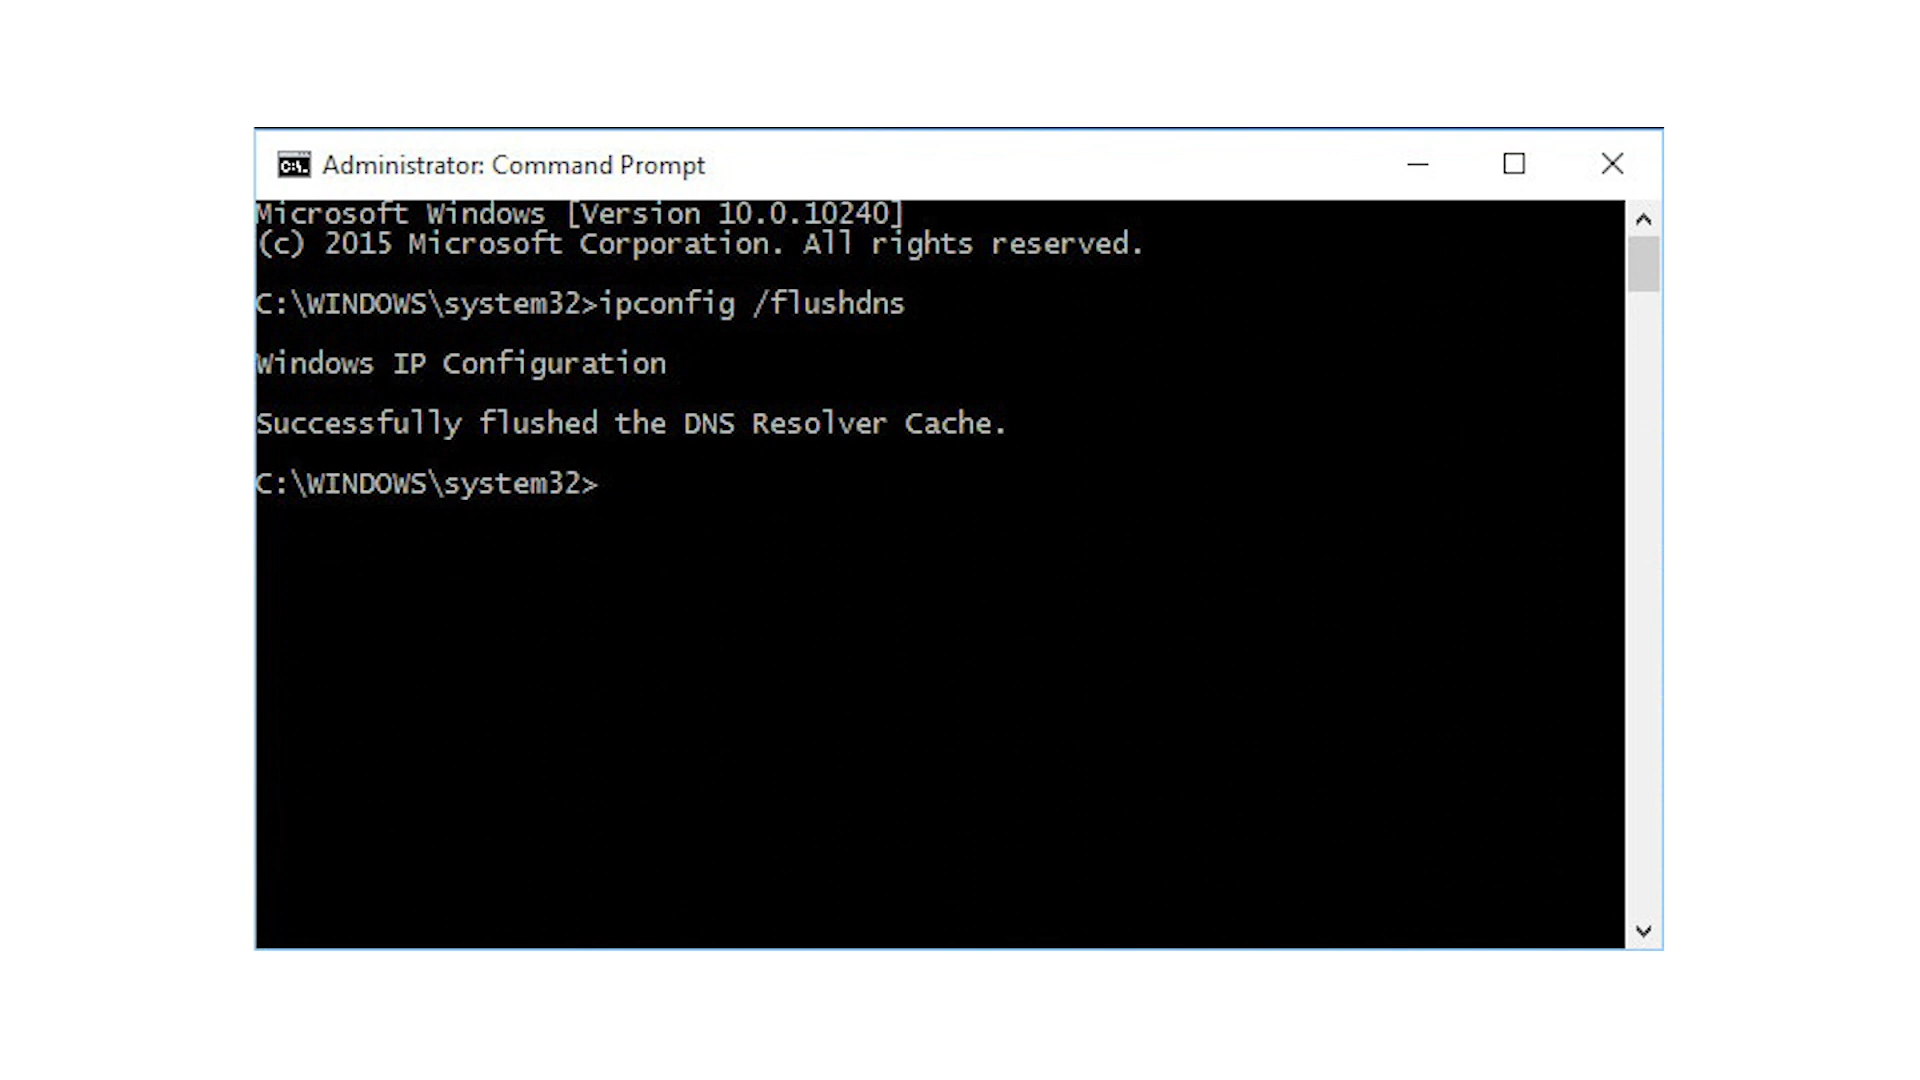 Administrator: Command Prompt
Microsoft Windows [Version 10.0.10240]
(c) 2015 Microsoft Corporation. All rights reserved.
C:\WINDOWS\system32>ipconfig /flushdns
Windows IP Configuration
Successfully flushed the DNS Resolver Cache.
C:\WINDOWS\system32>